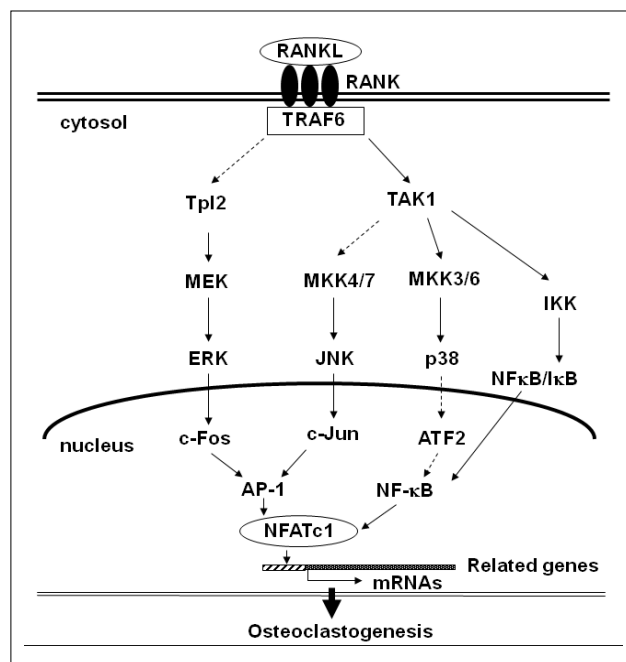 RANKL
RANK
cytosol
TRAF6
Tpl2
TAK1
MEK
MKK4/7
MKK3/6
IKK
ERK
JNK
p38
NFκB/IκB
nucleus
c-Fos
c-Jun
ATF2
AP-1
NF-κB
NFATc1
Related genes
mRNAs
Osteoclastogenesis